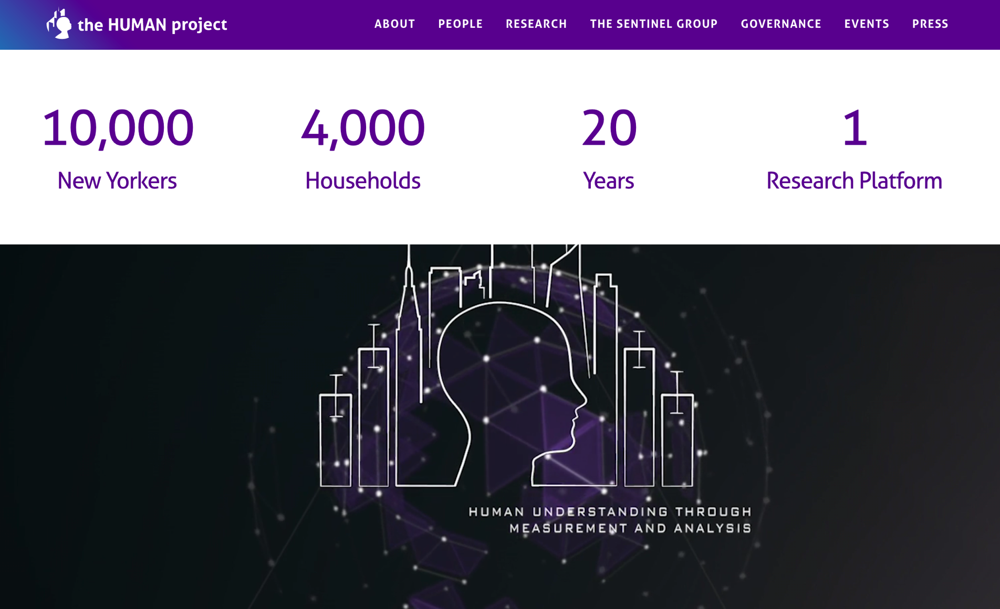 the HUMAN project
ABOUT PEOPLE RESEARCH THE SENTINEL GROUP GOVERNANCE EVENTS PRESS
10,000
New Yorkers
4,000
Households
20
Years
1
Research Platform
HUMAN UNDERSTANDING THROUGH
MEASUREMENT AND ANALYSIS